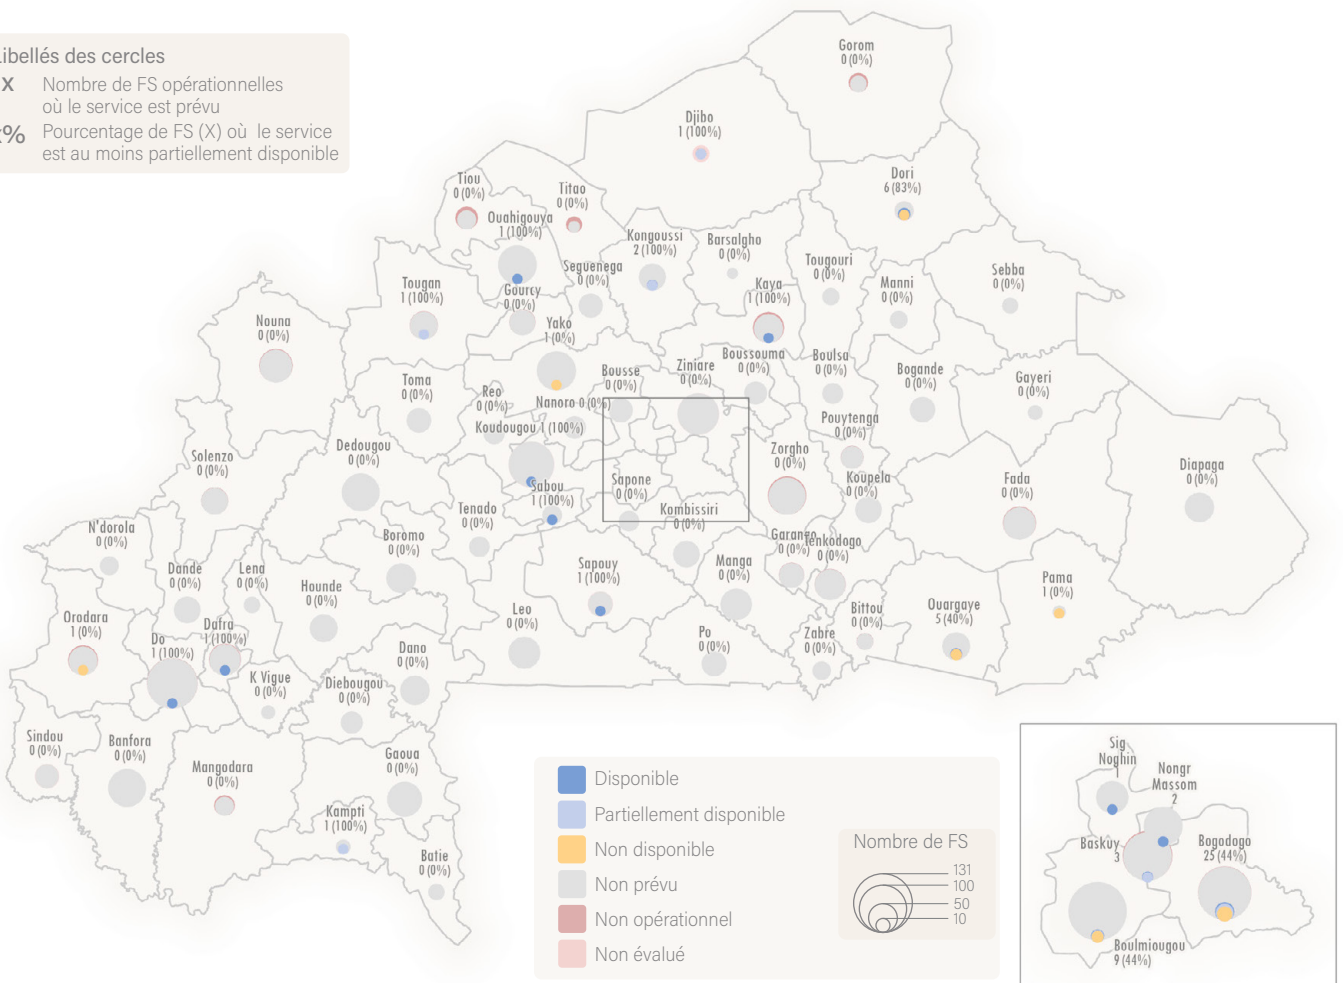 Libellés des cercles
X Nombre de FS opérationnelles
où le service est prévu
% Pourcentage de FS (X) où le service
est au moins partiellement disponible
Gorom
0 (0%)
Djibo
1 (100%)
Dori
6 (83%)
Tiou
0 (0%)
Titao
0 (0%)
Ouahigouya
1 (100%)
Kongoussi
2 (100%)
Barsalgho
0 (0%)
Tougouri
0 (0%)
Sebba
0 (0%)
Seguenega
0 (0%)
Tougan
1 (100%)
Kaya
1 (100%)
Manni
0 (0%)
Gourcy
0 (0%)
Nouna
0 (0%)
Yako
1 (0%)
Boussouma
0 (0%)
Boulsa
0 (0%)
Ziniare
0 (0%)
Bousse
0 (0%)
Bogande
0 (0%)
Gayeri
0 (0%)
Toma
0 (0%)
Reo
0 (0%)
Nanoro 0 (0%)
Pouytenga
0 (0%)
Koudougou 1 (100%)
Dedougou
0 (0%)
Zorgho
0 (0%)
Solenzo
0 (0%)
Diapaga
0 (0%)
Koupela
0 (0%)
Fada
0 (0%)
Sapone
0 (0%)
Sabou
1 (100%)
Tenado
0 (0%)
Kombissiri
0 (0%)
N'dorola
0 (0%)
Boromo
0 (0%)
Garango
0 (0%)
Tenkodogo
0 (0%)
Dande
0 (0%)
Lena
0 (0%)
Hounde
0 (0%)
Sapouy
1 (100%)
Manga
0 (0%)
Pama
1 (0%)
Leo
0 (0%)
Bittou
0 (0%)
Ouargaye
5 (40%)
Orodara
1 (0%)
Do
1 (100%)
Dafra
1 (100%)
Po
0 (0%)
Zabre
0 (0%)
Dano
0 (0%)
K Vigue
0 (0%)
Diebougou
0 (0%)
Sindou
0 (0%)
Banfora
0 (0%)
Mangodara
0 (0%)
Gaoua
0 (0%)
Kampti
1 (100%)
Batie
0 (0%)
Disponible
Partiellement disponible
Non disponible
Non prévu
Non opérationnel
Non évalué
Nombre de FS
131
100
50
10
Sig
Noghin
1
Nongr
Massom
2
Baskuy
3
Bogodogo
25 (44%)
Boulmiougou
9 (44%)